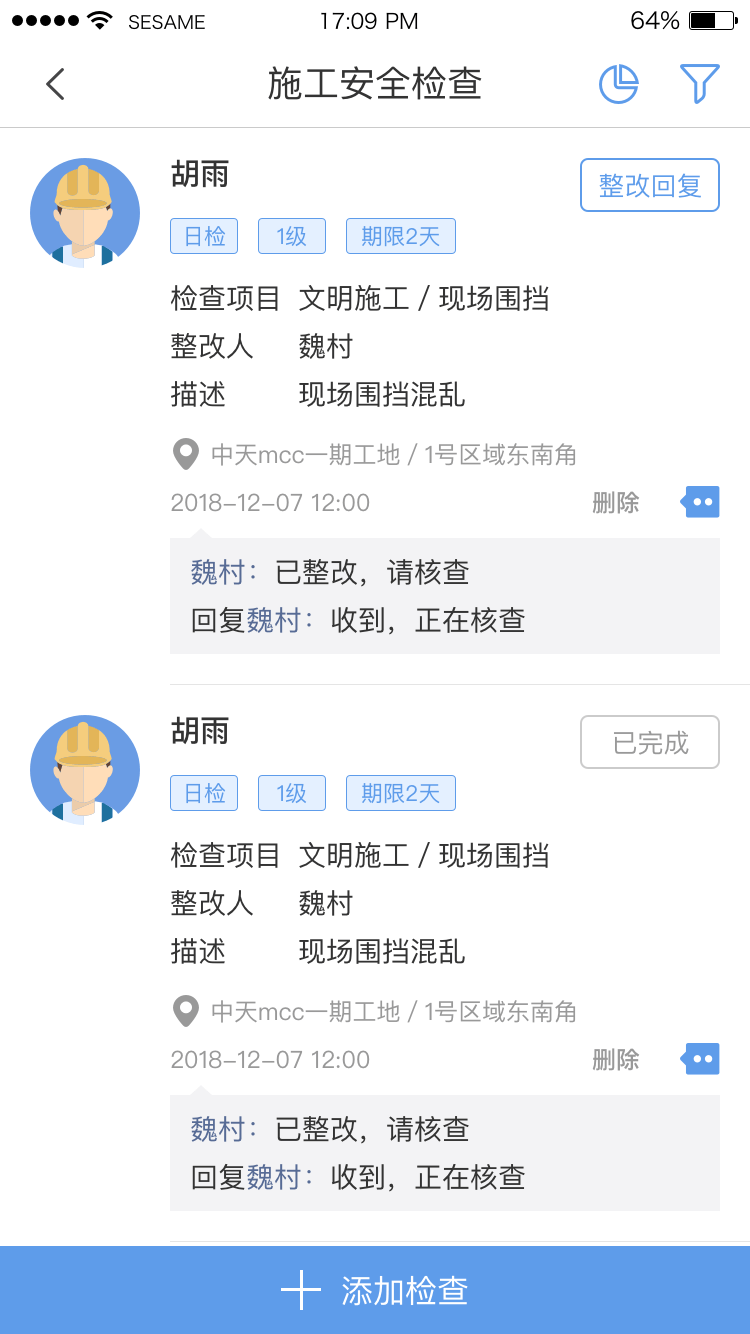 SESAME 17:09 PM 64%
施工安全检查
胡雨
整改回复
日检 1级 期限2天
检查项目 文明施工 / 现场围挡
整改人 魏村
描述 现场围挡混乱
中天mcc一期工地 / 1号区域东南角
2018-12-07 12:00 删除
魏村：已整改，请核查
回复魏村：收到，正在核查
胡雨
已完成
日检 1级 期限2天
检查项目 文明施工 / 现场围挡
整改人 魏村
描述 现场围挡混乱
中天mcc一期工地 / 1号区域东南角
2018-12-07 12:00 删除
魏村：已整改，请核查
回复魏村：收到，正在核查
添加检查